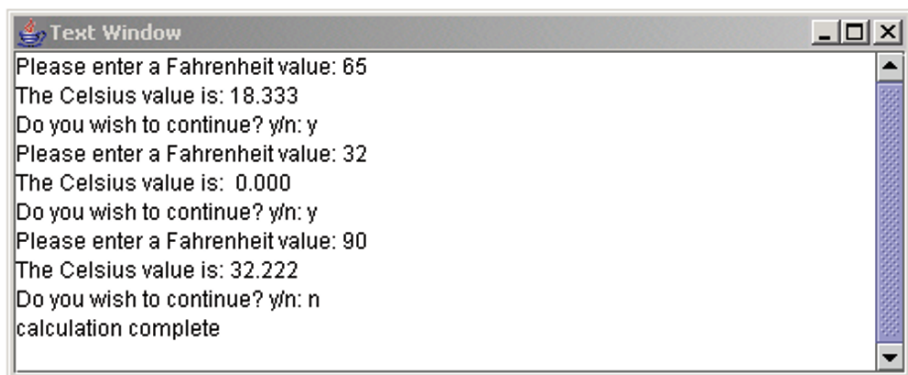 Text Window
Please enter a Fahrenheit value: 65
The Celsius value is: 18.333
Do you wish to continue? y/n: y
Please enter a Fahrenheit value: 32
The Celsius value is:  0.000
Do you wish to continue? y/n: y
Please enter a Fahrenheit value: 90
The Celsius value is: 32.222
Do you wish to continue? y/n: n
calculation complete